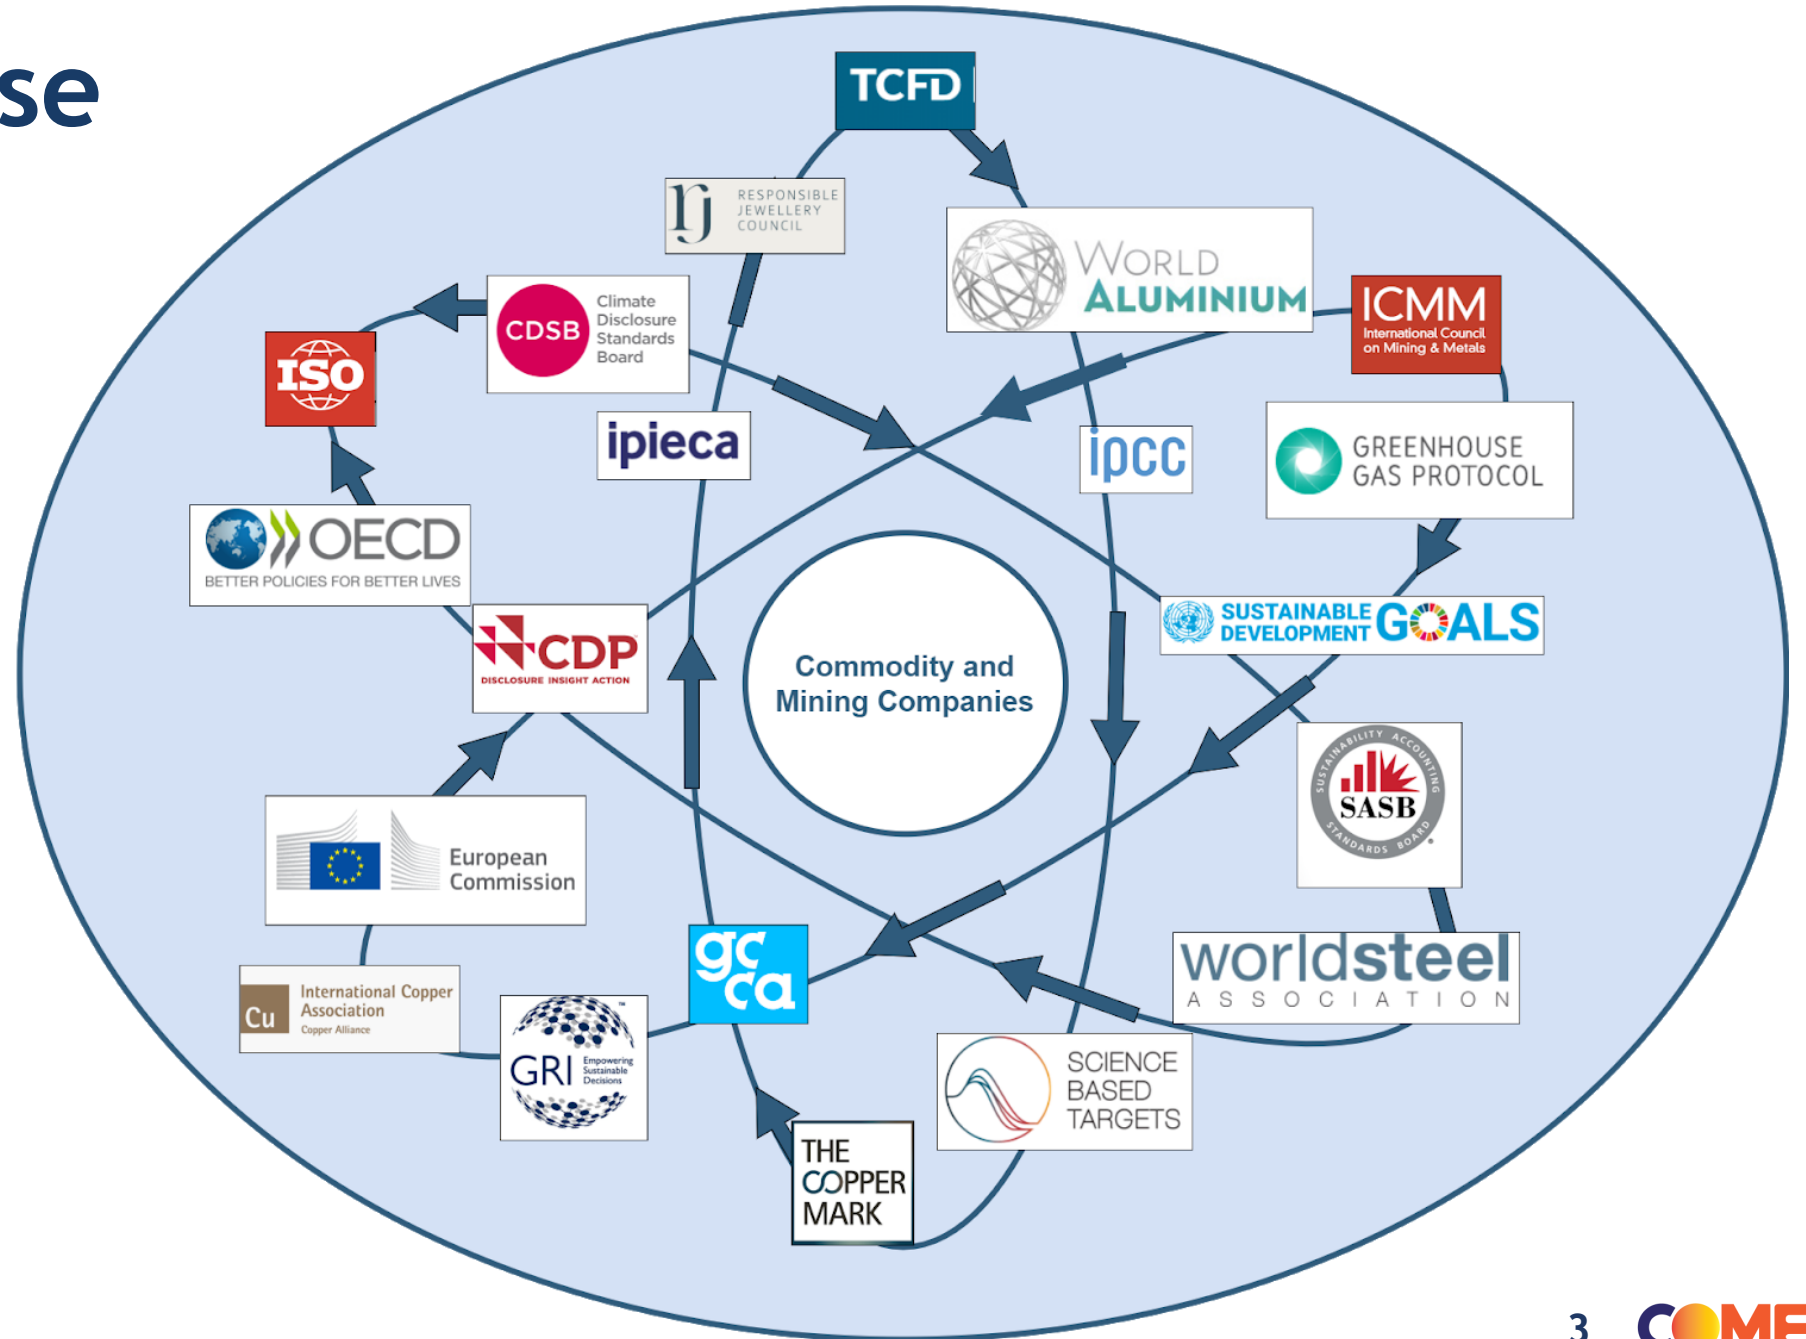 se
TCFD
rj
RESPONSIBLE
JEWELLERY
COUNCIL
WORLD
ALUMINIUM
ICMM
International Council
on Mining & Metals
CDSB
Climate
Disclosure
Standards
Board
ISO
ipieca
ipcc
GREENHOUSE
GAS PROTOCOL
OECD
BETTER POLICIES FOR BETTER LIVES
CDP
DISCLOSURE INSIGHT ACTION
SUSTAINABLE
DEVELOPMENT
GOALS
Commodity and
Mining Companies
SUSTAINABILITY ACCOUNTING
SASB
STANDARDS BOARD
European
Commission
gc
ca
worldsteel
ASSOCIATION
Cu
International Copper
Association
Copper Alliance
GRI
Empowering
Sustainable
Decisions
™
SCIENCE
BASED
TARGETS
THE
COPPER
MARK
3
COME